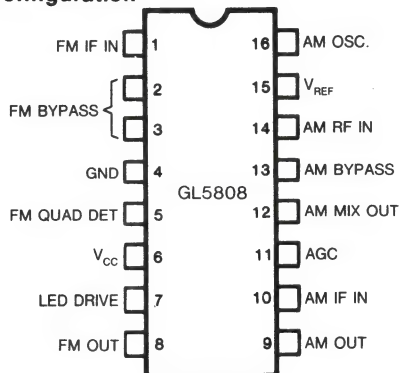 FM IF IN 1 16 AM OSC.
2 15 VREF
FM BYPASS
3 14 AM RF IN
GND 4 13 AM BYPASS
GL5808
FM QUAD DET 5 12 AM MIX OUT
VCC 6 11 AGC
LED DRIVE 7 10 AM IF IN
FM OUT 8 9 AM OUT